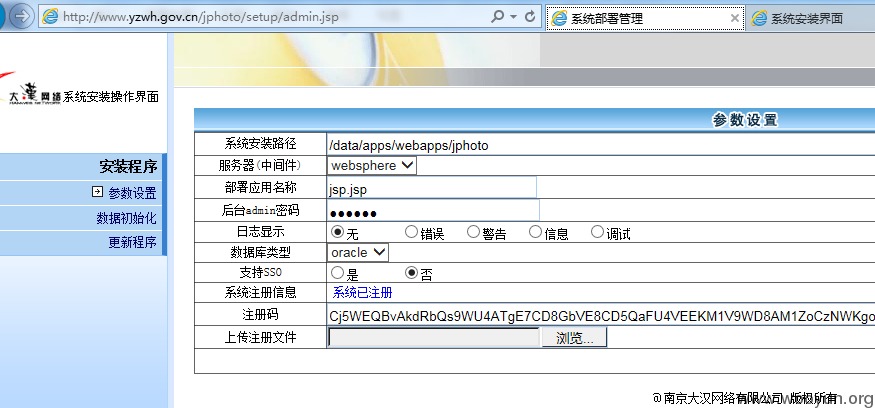 http://www.yzwh.gov.cn/jphoto/setup/admin.jsp
系统部署管理
系统安装界面
大汉网络 系统安装操作界面
参数设置
安装程序
参数设置
数据初始化
更新程序
系统安装路径 /data/apps/webapps/jphoto
服务器(中间件) websphere
部署应用名称 jsp.jsp
后台admin密码 ●●●●●●
日志显示 无 错误 警告 信息 调试
数据库类型 oracle
支持SSO 是 否
系统注册信息 系统已注册
注册码 Cj5WEQBvAkdRbQs9WU4ATgE7CD8GbVE8CD5QaFU4VEEKM1V9WD8AM1ZoCzNWKgo
上传注册文件 浏览...
@南京大汉网络有限公司 版权所有